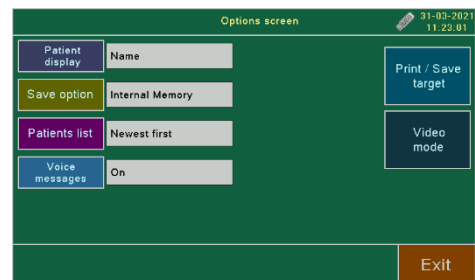 Options screen
31-03-2021
11:23:01
Patient
display
Name
Save option
Internal Memory
Patients list
Newest first
Voice
messages
On
Print / Save
target
Video
mode
Exit